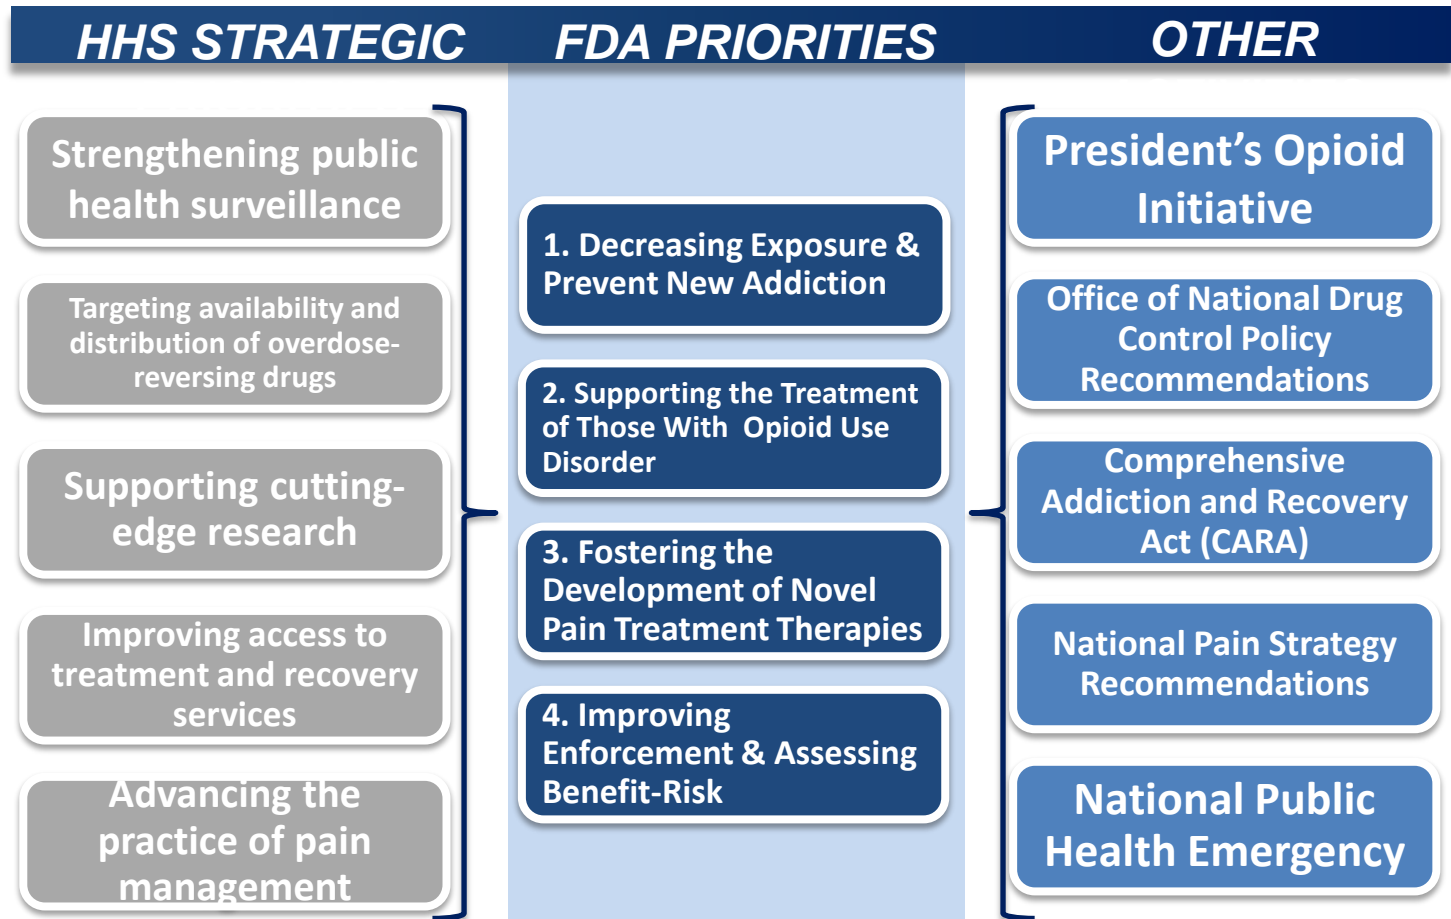 HHS STRATEGIC
Strengthening public
health surveillance
Targeting availability and
distribution of overdose-
reversing drugs
Supporting cutting-
edge research
Improving access to
treatment and recovery
services
Advancing the
practice of pain
management
FDA PRIORITIES
1. Decreasing Exposure &
Prevent New Addiction
2. Supporting the Treatment
of Those With  Opioid Use
Disorder
3. Fostering the
Development of Novel
Pain Treatment Therapies
4. Improving
Enforcement & Assessing
Benefit-Risk
OTHER
President’s Opioid
Initiative
Office of National Drug
Control Policy
Recommendations
Comprehensive
Addiction and Recovery
Act (CARA)
National Pain Strategy
Recommendations
National Public
Health Emergency